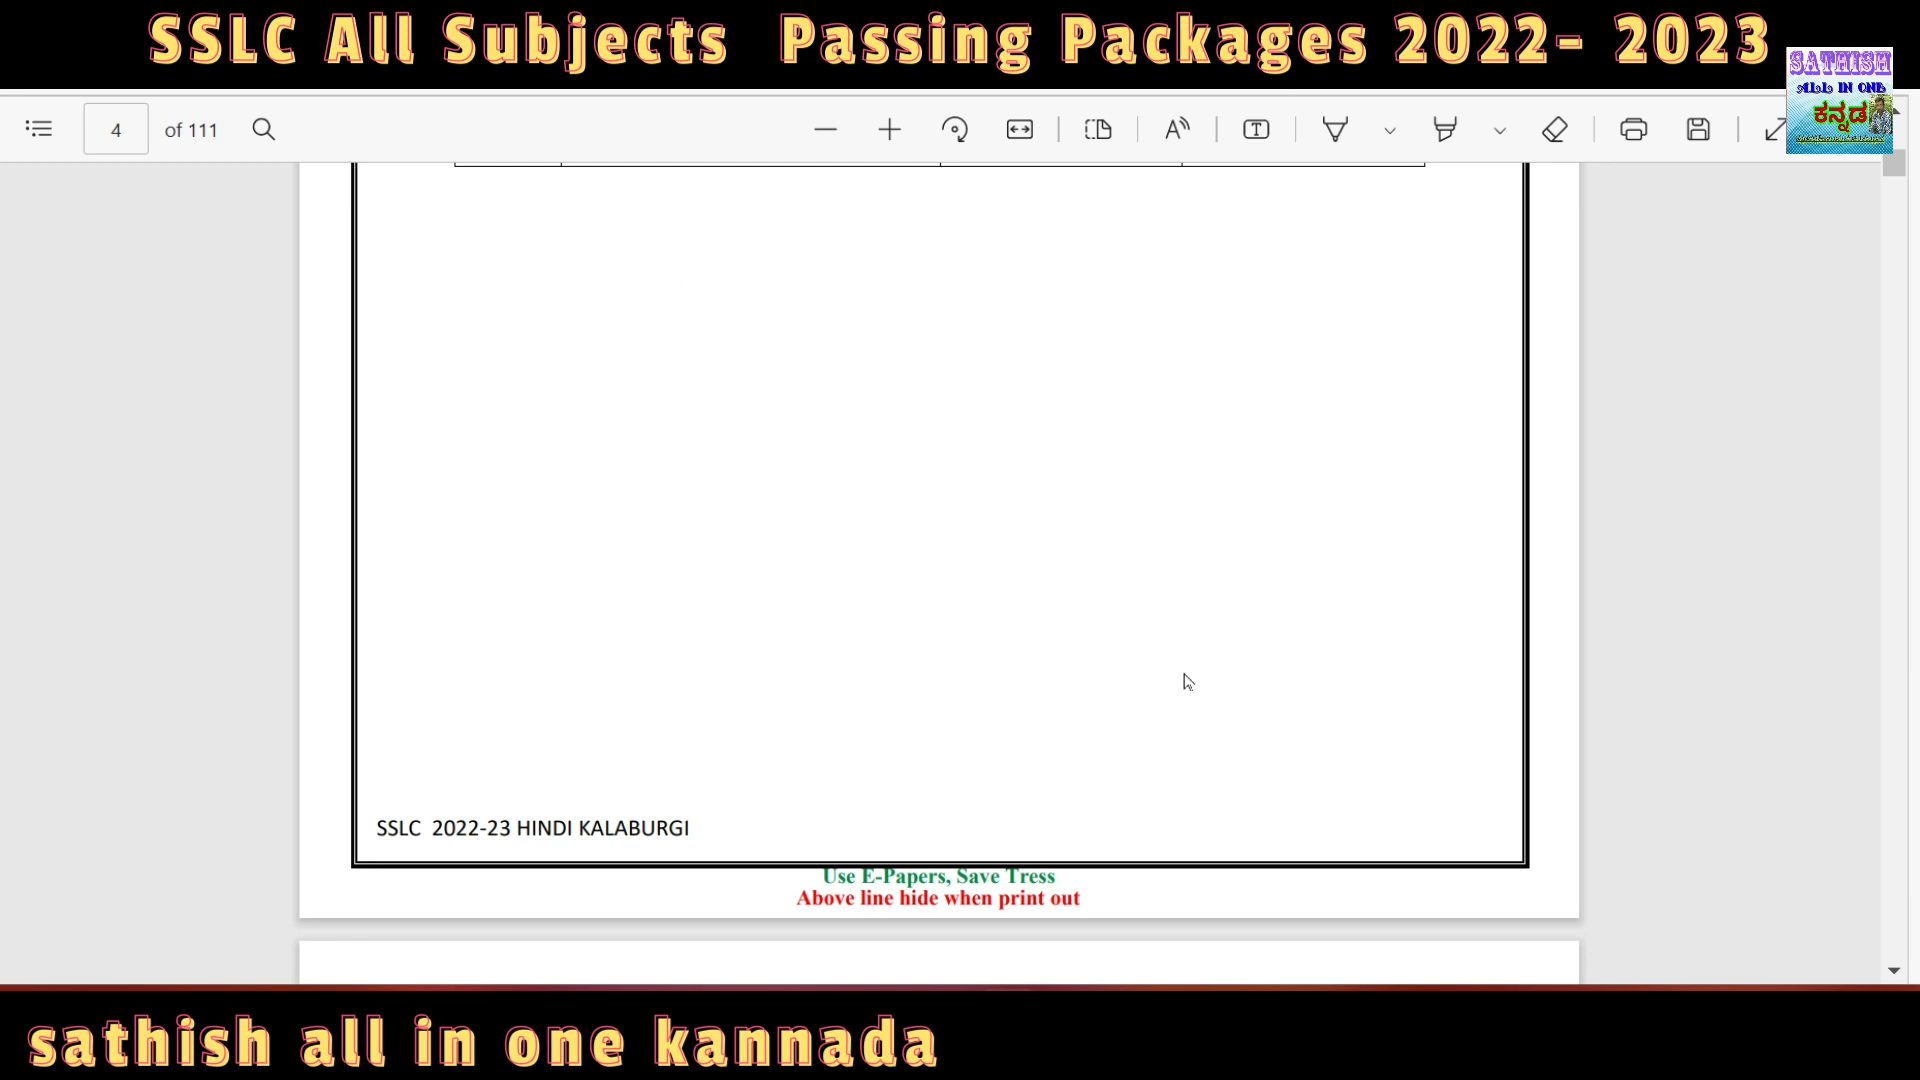 SSLC All Subjects Passing Packages 2022- 2023
SATHISH
ALL IN ONE
ಕನ್ನಡ
4 of 111
SSLC 2022-23 HINDI KALABURGI
Use E-Papers, Save Tress
Above line hide when print out
sathish all in one kannada